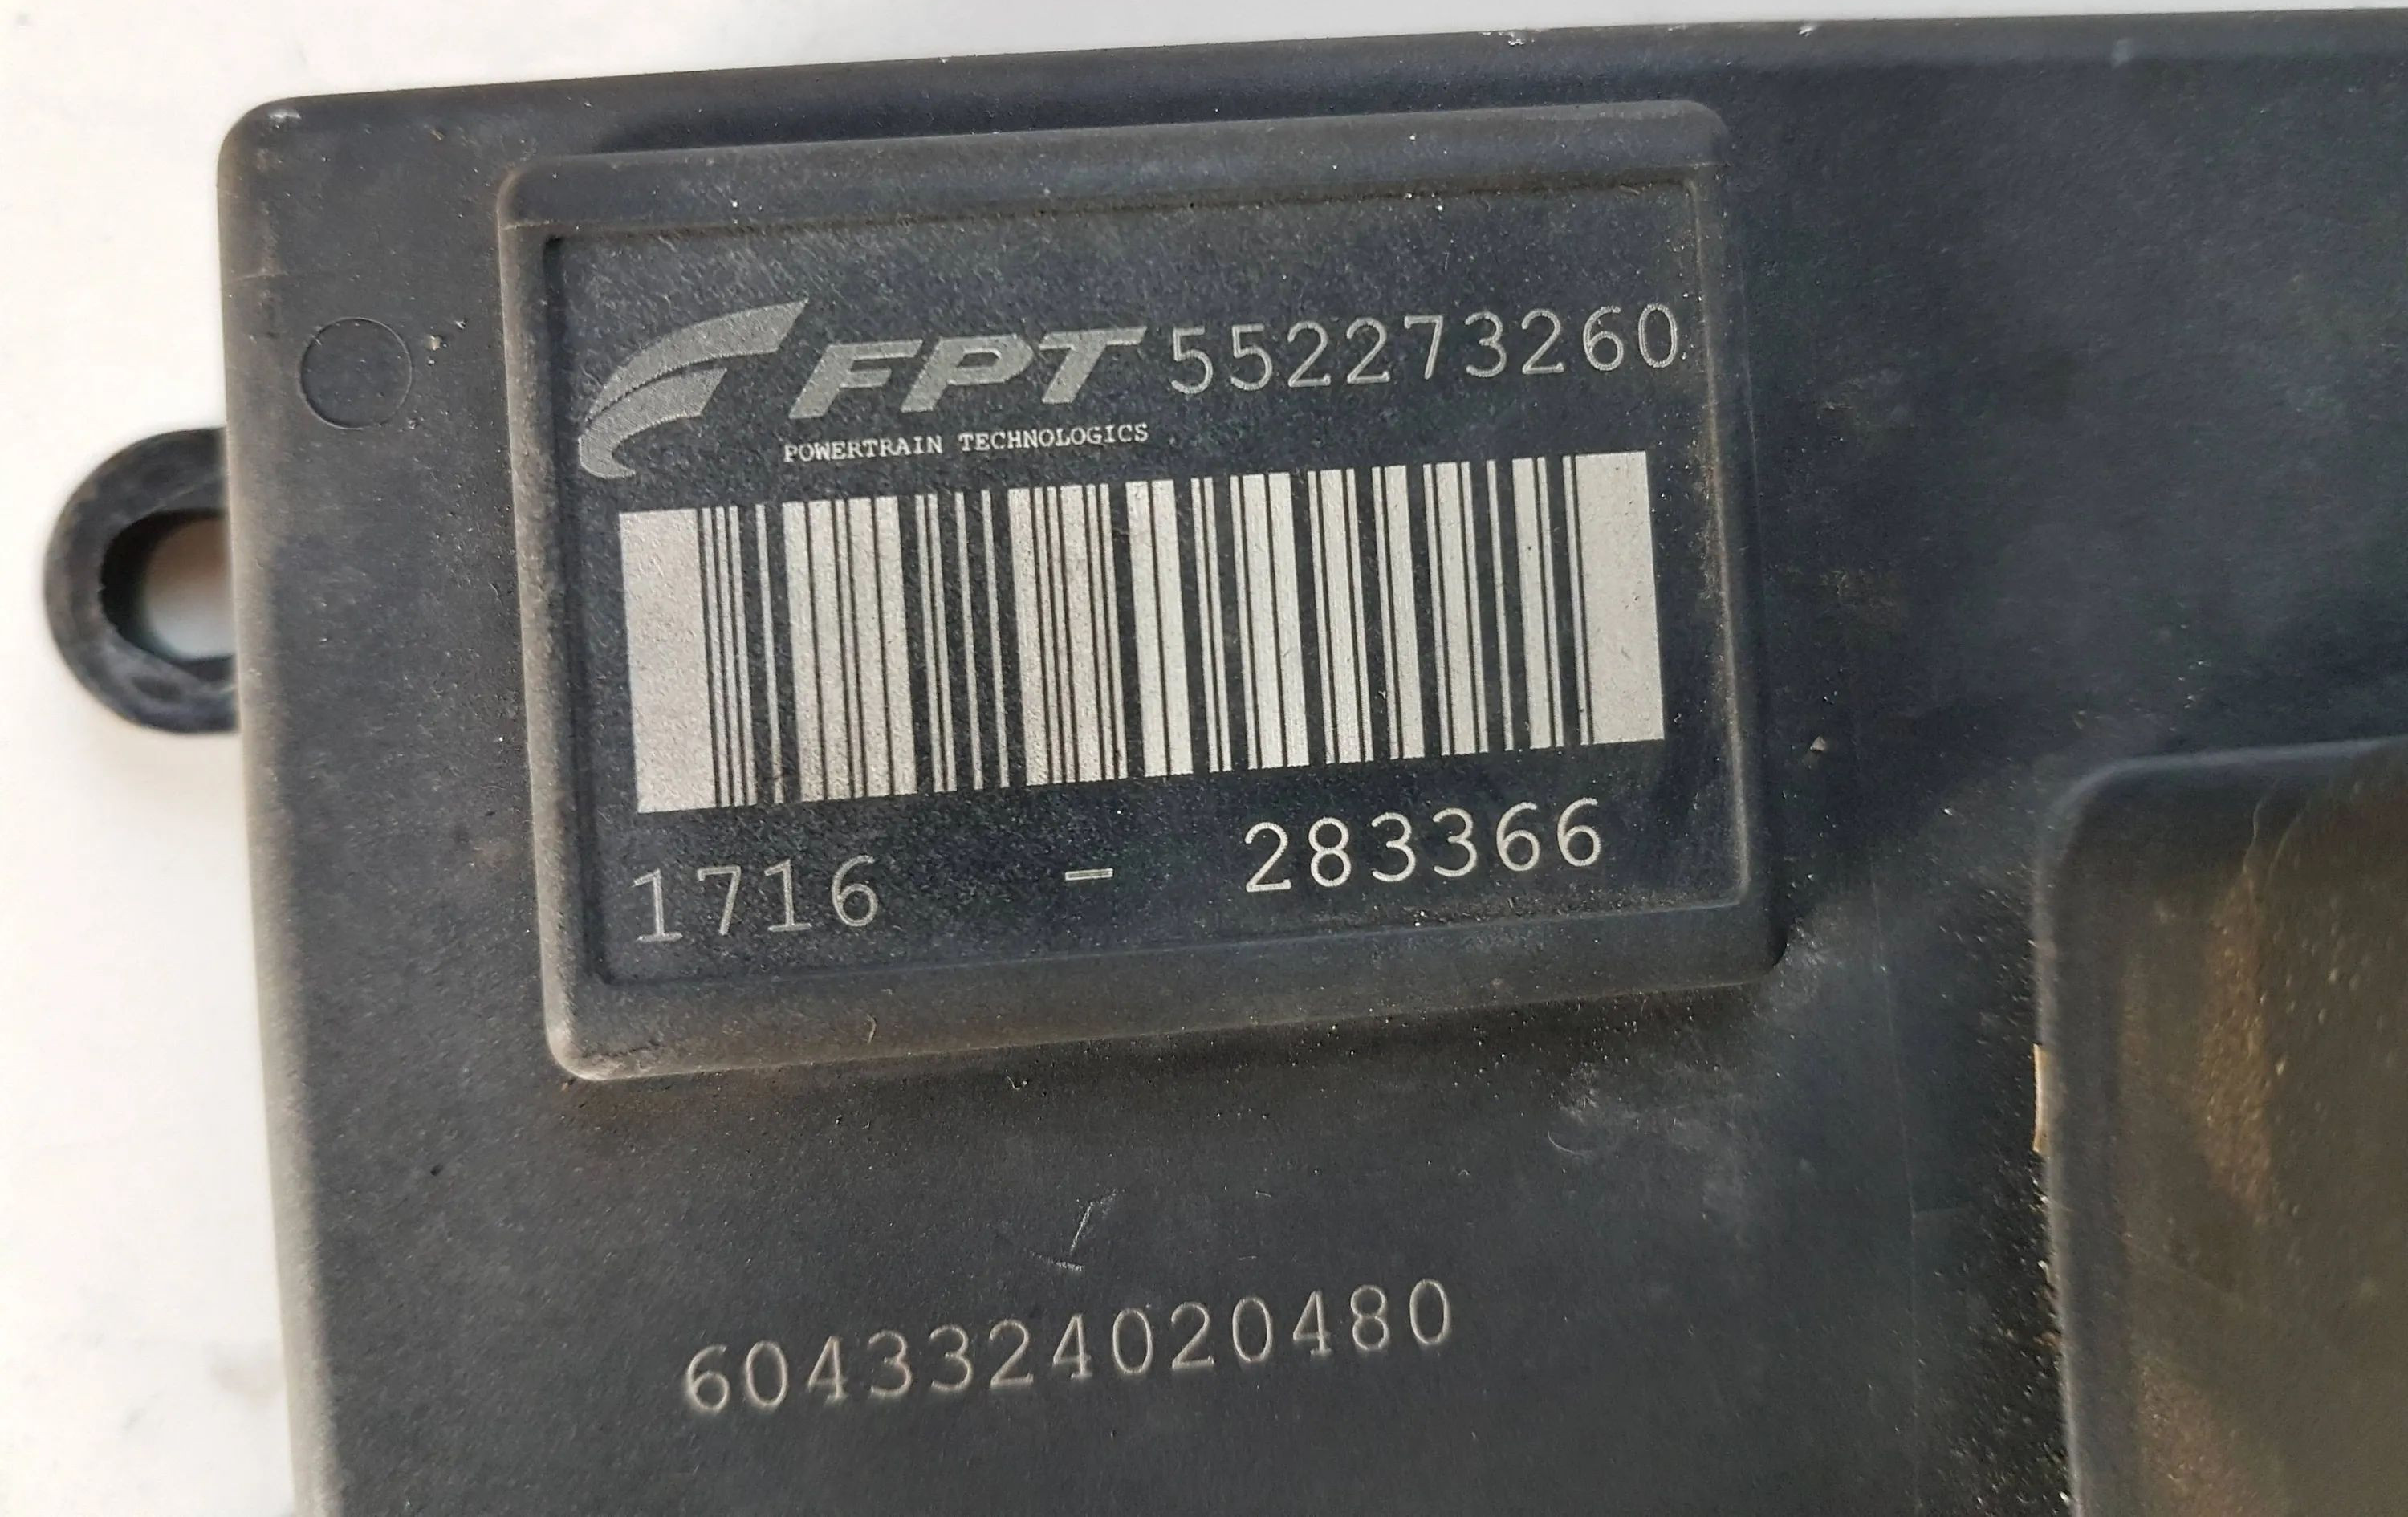 FPT 552273260
POWERTRAIN TECHNOLOGICS
1716 - 283366
6043324020480